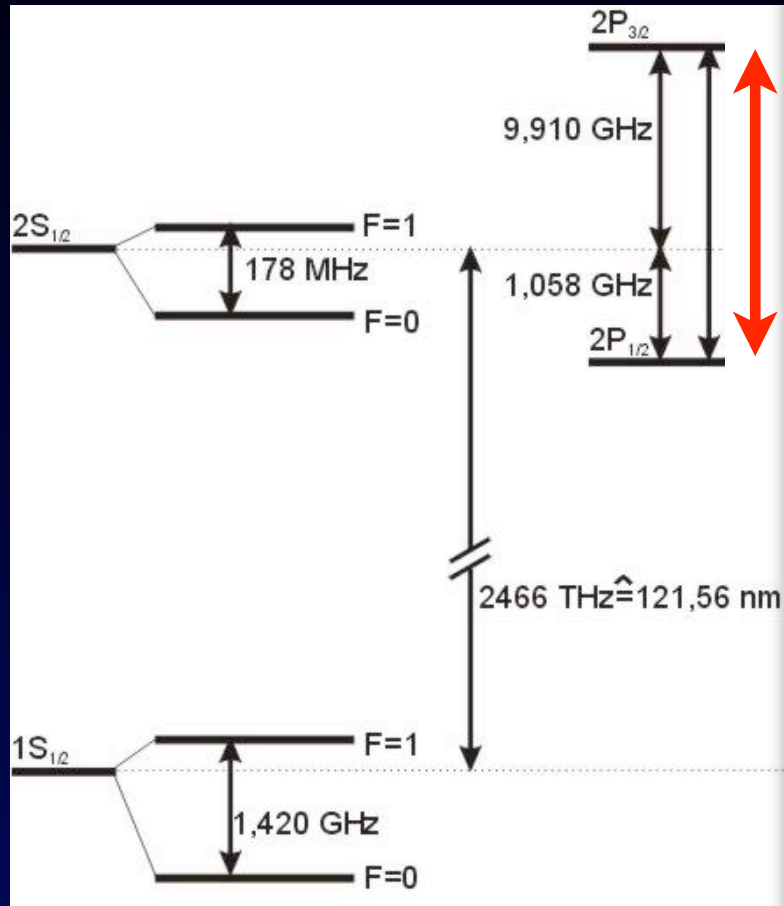 2P3/2
9,910 GHz
2S1/2
F=1
178 MHz
1,058 GHz
F=0
2P1/2
2466 THz≙121,56 nm
1S1/2
F=1
1,420 GHz
F=0